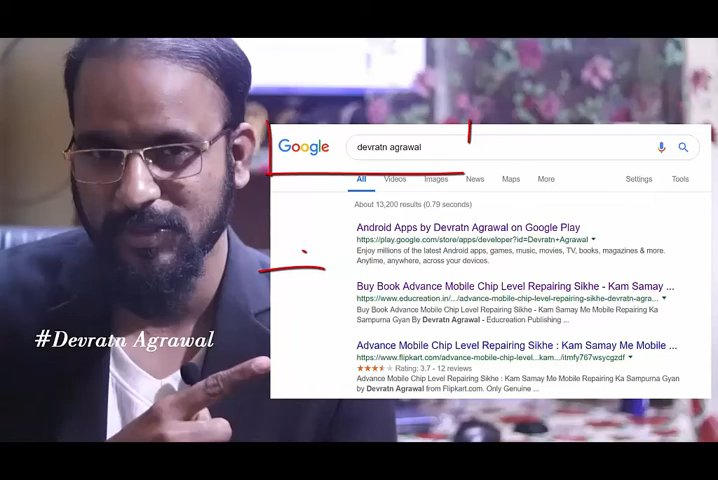 Google
devratn agrawal
All Videos Images News Maps More Settings Tools
About 13,200 results (0.79 seconds)
Android Apps by Devratn Agrawal on Google Play
https://play.google.com/store/apps/developer?id=Devratn+Agrawal
Enjoy millions of the latest Android apps, games, music, movies, TV, books, magazines & more.
Anytime, anywhere, across your devices.
Buy Book Advance Mobile Chip Level Repairing Sikhe - Kam Samay ...
https://www.educreation.in/.../advance-mobile-chip-level-repairing-sikhe-devratn-agra...
Buy Book Advance Mobile Chip Level Repairing Sikhe - Kam Samay Me Mobile Repairing Ka
Sampurna Gyan By Devratn Agrawal - Educreation Publishing ...
#Devratn Agrawal
Advance Mobile Chip Level Repairing Sikhe : Kam Samay Me Mobile ...
https://www.flipkart.com/advance-mobile-chip-level...kam.../itmfy767wsycgzdf
Rating: 3.7 - 12 reviews
Advance Mobile Chip Level Repairing Sikhe : Kam Samay Me Mobile Repairing Ka Sampurna Gyan
by Devratn Agrawal from Flipkart.com. Only Genuine ...